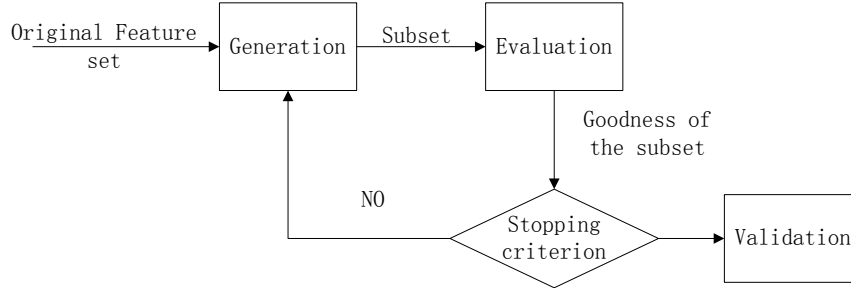 Original Feature
set
Generation
Subset
Evaluation
Goodness of
the subset
NO
Stopping
criterion
Validation